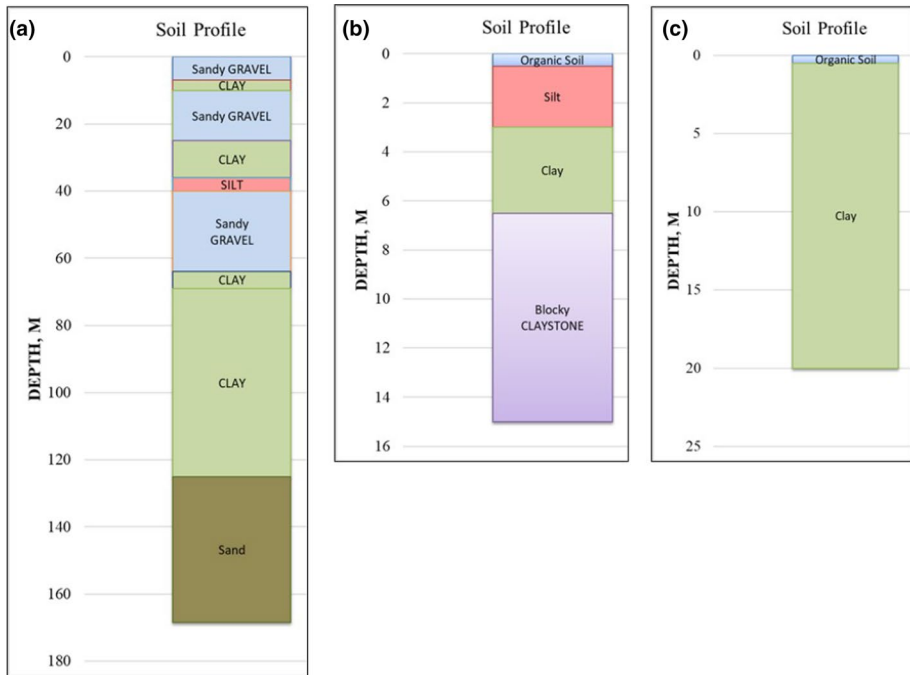 (a)
Soil Profile
DEPTH, M
0
20
40
60
80
100
120
140
160
180
Sandy GRAVEL
CLAY
Sandy GRAVEL
CLAY
SILT
Sandy
GRAVEL
CLAY
CLAY
Sand
(b)
Soil Profile
DEPTH, M
0
2
4
6
8
10
12
14
16
Organic Soil
Silt
Clay
Blocky
CLAYSTONE
(c)
Soil Profile
DEPTH, M
0
5
10
15
20
25
Organic Soil
Clay